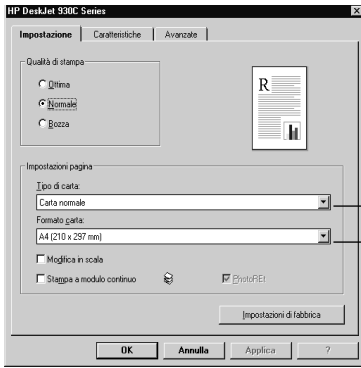 HP DeskJet 930C Series
Impostazione Caratteristiche Avanzate
Qualità di stampa
Ottima
Normale
Bozza
R
Impostazioni pagina
Tipo di carta:
Carta normale
Formato carta:
A4 (210 x 297 mm)
Modifica in scala
Stampa a modulo continuo PhotoREt
Impostazioni di fabbrica
OK Annulla Applica ?